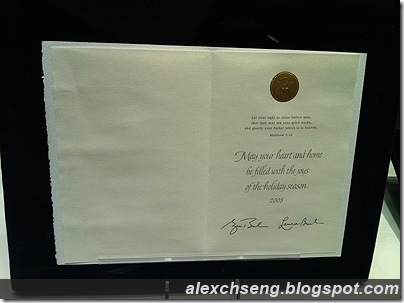 Let your light so shine before men,
that they may see your good works,
and glorify your Father which is in heaven.
Matthew 5:16
May your heart and home
be filled with the joys
of the holiday season.
2008
alexchseng.blogspot.com